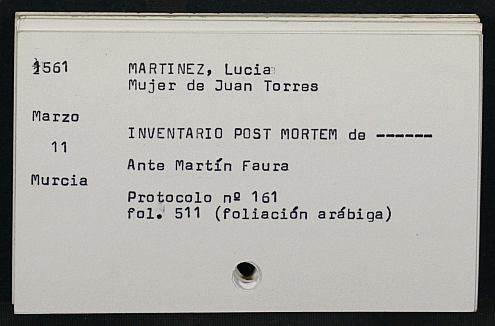 1561 MARTINEZ, Lucia
Mujer de Juan Torres
Marzo
INVENTARIO POST MORTEM de ------
11
Ante Martín Faura
Murcia
Protocolo nº 161
fol. 511 (foliación arábiga)